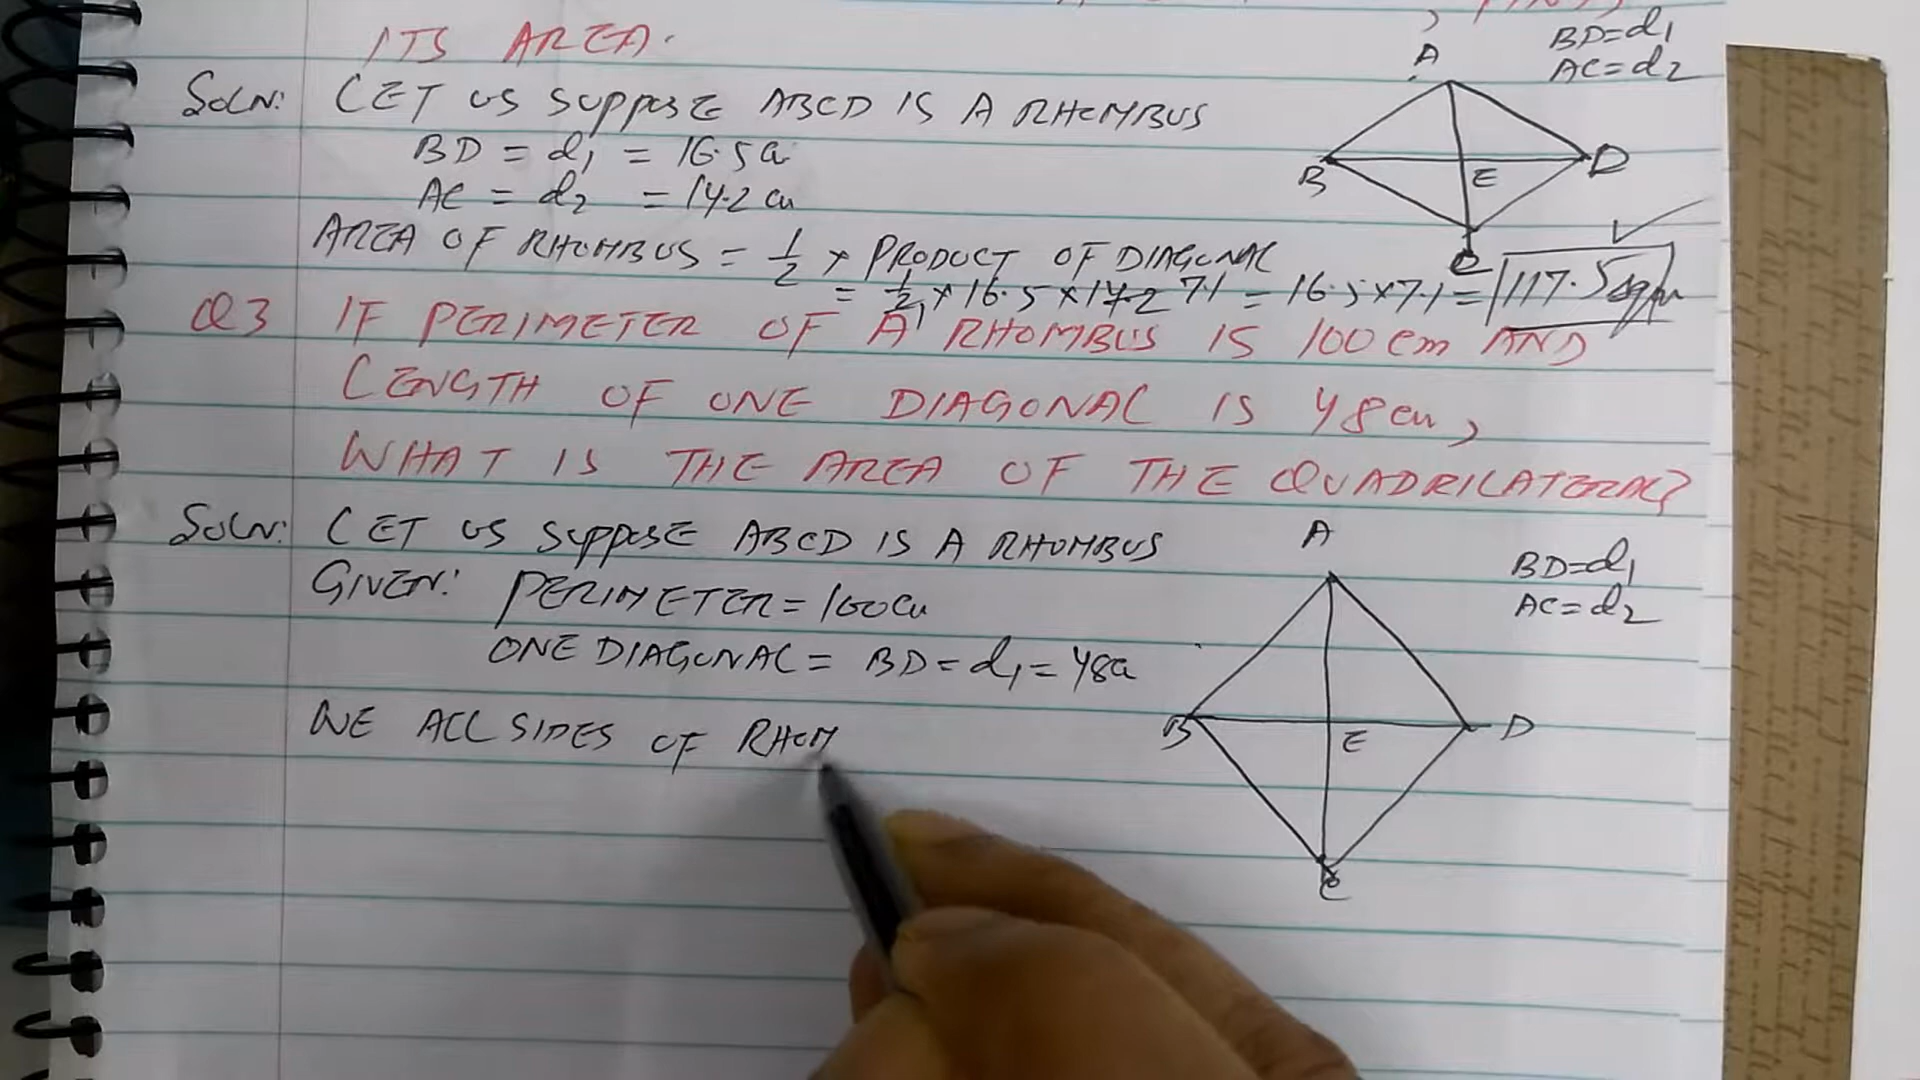 ITS AREA.
BD=d1
AC=d2
A
SOLN: LET US SUPPOSE ABCD IS A RHOMBUS
BD = d1 = 16.5 cm
AC = d2 = 14.2 cm
B E D
C
AREA OF RHOMBUS = 1/2 × PRODUCT OF DIAGONAL
= 1/2 × 16.5 × 14.2 7.1 = 16.5×7.1 = 117.5 sq cm
Q3 IF PERIMETER OF A RHOMBUS IS 100 cm AND
LENGTH OF ONE DIAGONAL IS 48 cm,
WHAT IS THE AREA OF THE QUADRILATERAL?
SOLN: LET US SUPPOSE ABCD IS A RHOMBUS
A
BD=d1
AC=d2
GIVEN: PERIMETER = 100 cm
ONE DIAGONAL = BD = d1 = 48 cm
WE ALL SIDES OF RHOM
B E D
C